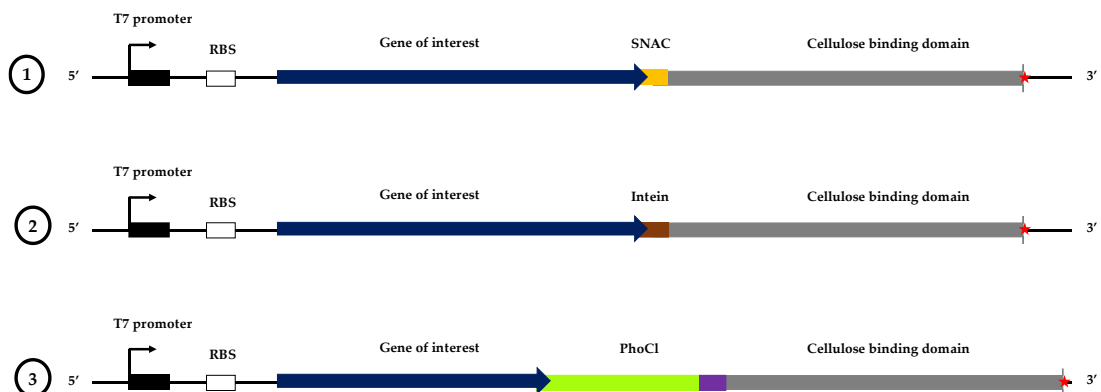 T7 promoter
RBS
Gene of interest
SNAC
Cellulose binding domain
1
5’
3’
T7 promoter
RBS
Gene of interest
Intein
Cellulose binding domain
2
5’
3’
T7 promoter
RBS
Gene of interest
PhoCl
Cellulose binding domain
3
5’
3’